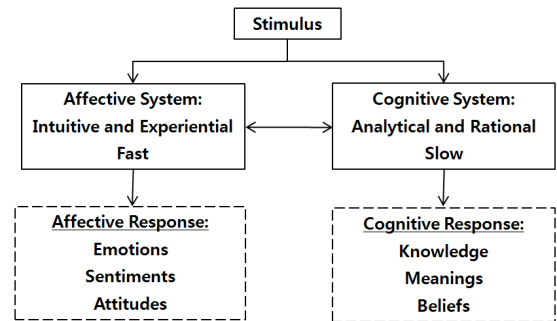 Stimulus
Affective System:
Intuitive and Experiential
Fast
Cognitive System:
Analytical and Rational
Slow
Affective Response:
Emotions
Sentiments
Attitudes
Cognitive Response:
Knowledge
Meanings
Beliefs